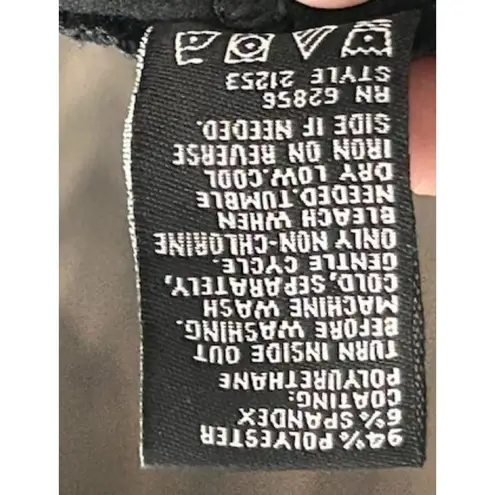 94% POLYESTER
6% SPANDEX
COATING:
POLYURETHANE
TURN INSIDE OUT
BEFORE WASHING.
MACHINE WASH
COLD, SEPARATELY,
GENTLE CYCLE.
ONLY NON-CHLORINE
BLEACH WHEN
NEEDED.TUMBLE
DRY LOW.COOL
IRON ON REVERSE
SIDE IF NEEDED.
RN 62856
STYLE 21253